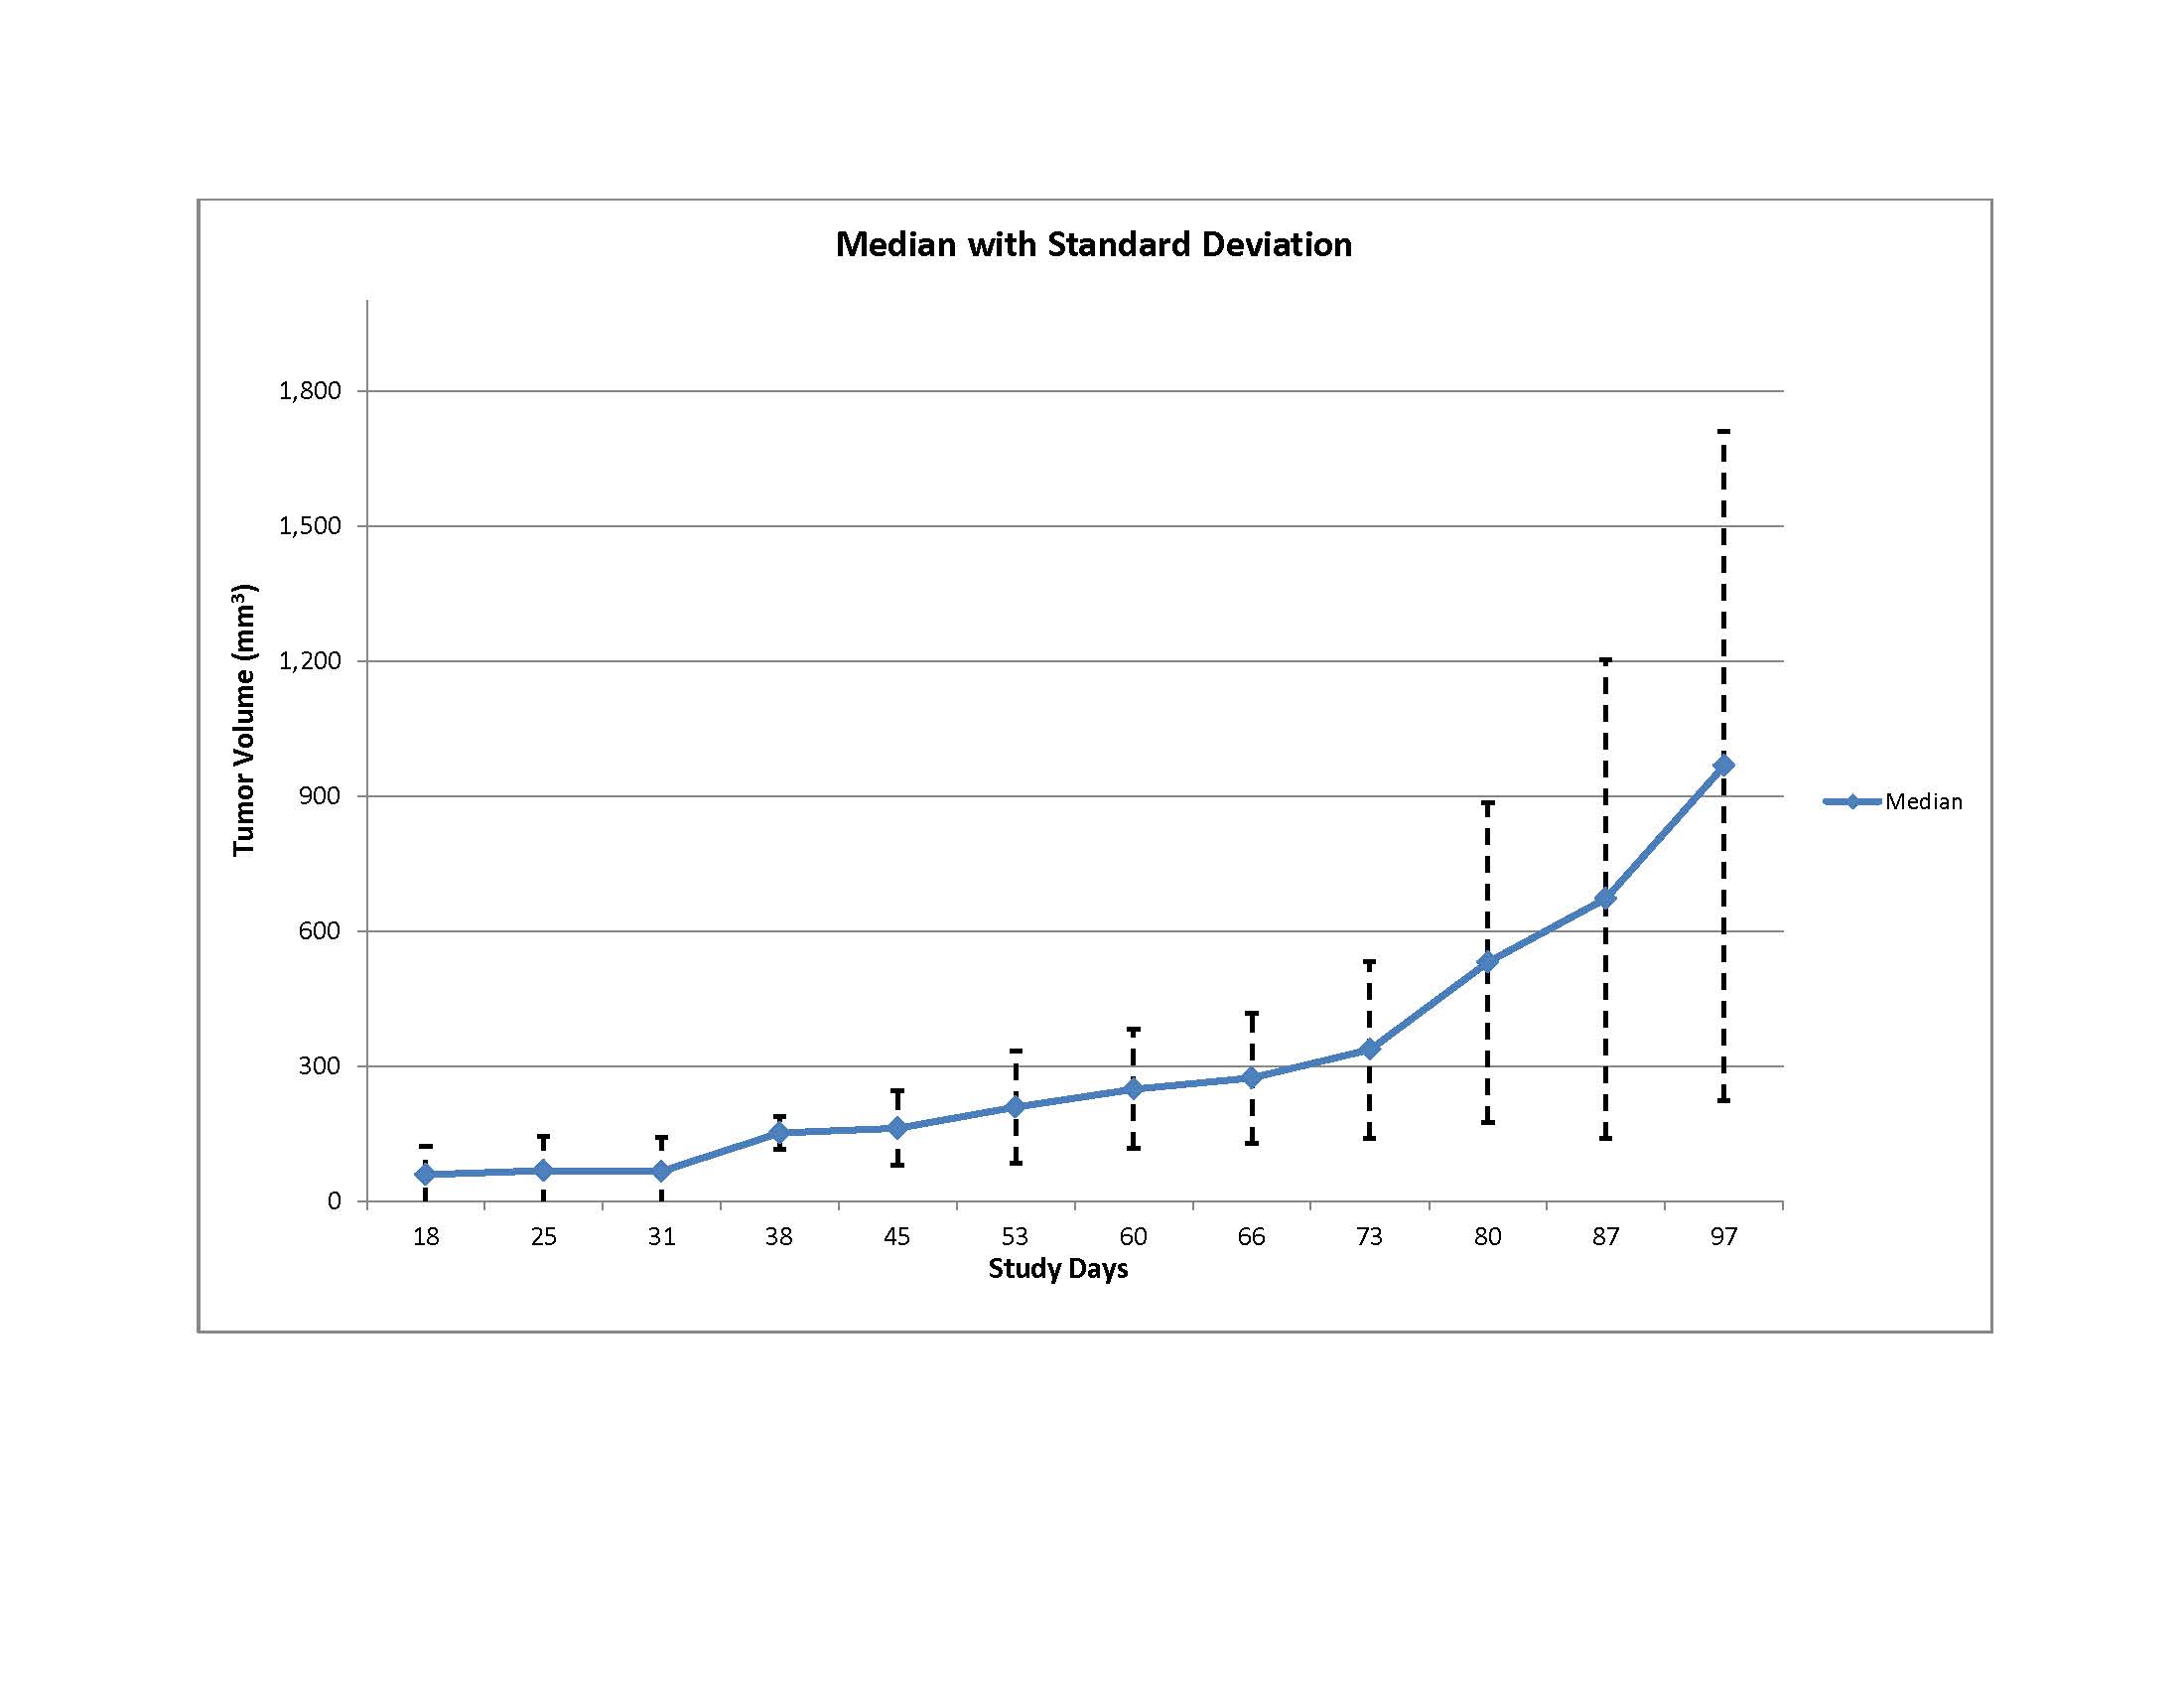 Median with Standard Deviation
Tumor Volume (mm³)
1,800
1,500
1,200
900
600
300
0
18 25 31 38 45 53 60 66 73 80 87 97
Study Days
Median